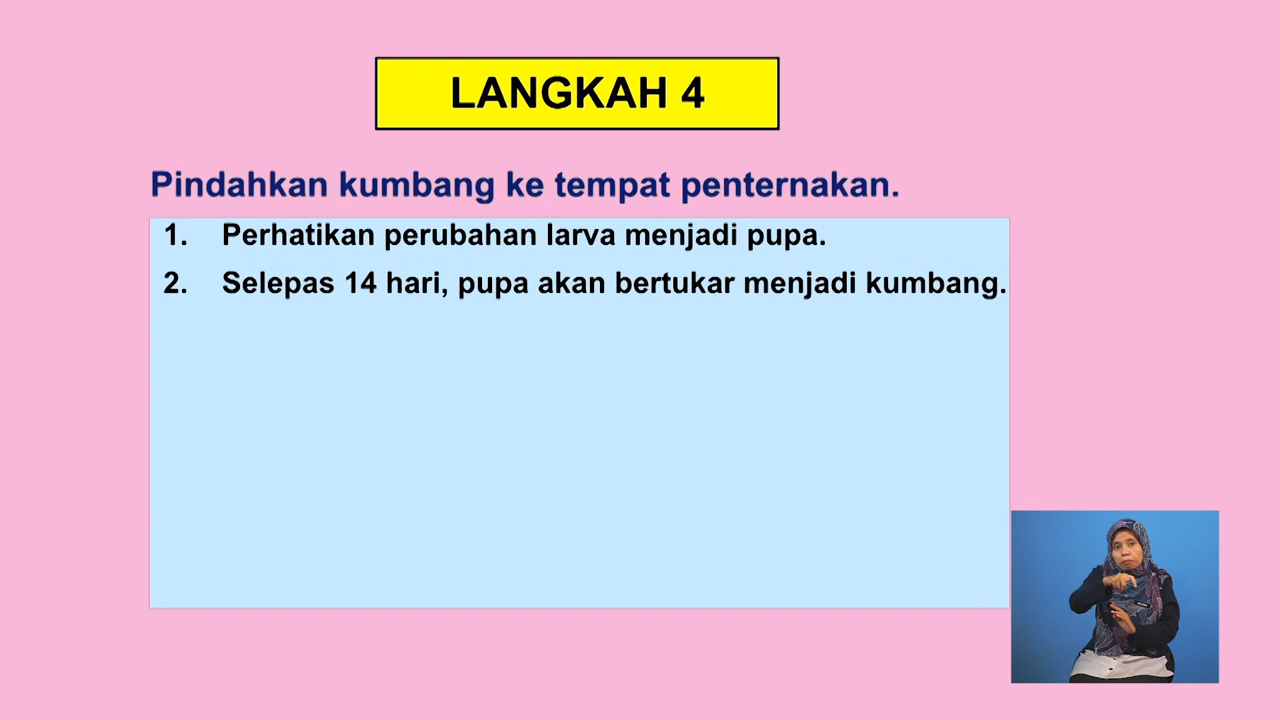 LANGKAH 4
Pindahkan kumbang ke tempat penternakan.
1. Perhatikan perubahan larva menjadi pupa.
2. Selepas 14 hari, pupa akan bertukar menjadi kumbang.